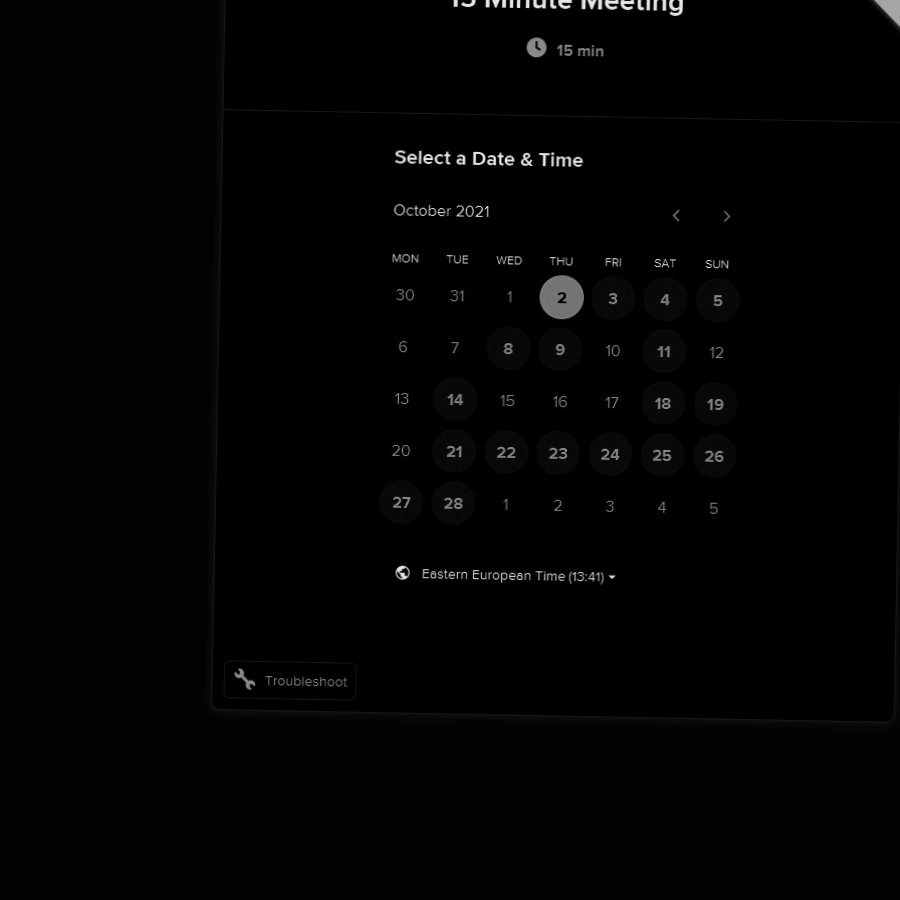 15 Minute Meeting
15 min
Select a Date & Time
October 2021
MON TUE WED THU FRI SAT SUN
30 31 1 2 3 4 5
6 7 8 9 10 11 12
13 14 15 16 17 18 19
20 21 22 23 24 25 26
27 28 1 2 3 4 5
Eastern European Time (13:41)
Troubleshoot